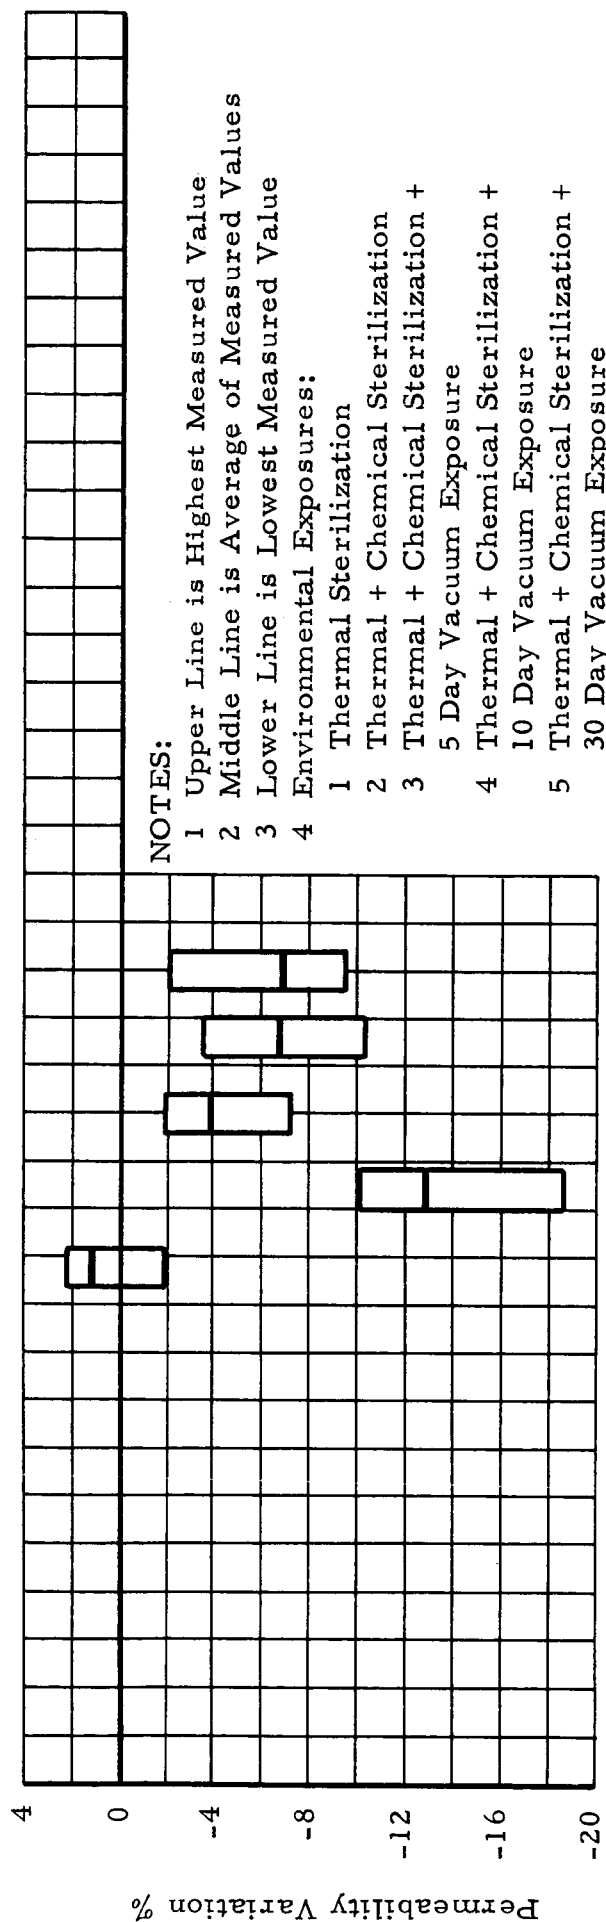 Permeability Variation %
4
0
-4
-8
-12
-16
-20
NOTES:
1 Upper Line is Highest Measured Value
2 Middle Line is Average of Measured Values
3 Lower Line is Lowest Measured Value
4 Environmental Exposures:
1 Thermal Sterilization
2 Thermal + Chemical Sterilization
3 Thermal + Chemical Sterilization +
5 Day Vacuum Exposure
4 Thermal + Chemical Sterilization +
10 Day Vacuum Exposure
5 Thermal + Chemical Sterilization +
30 Day Vacuum Exposure